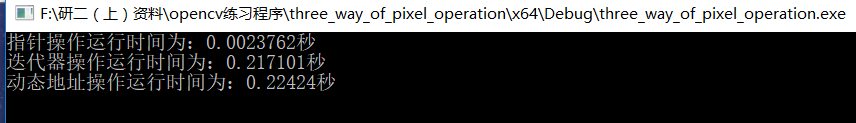 F:\研二（上）资料\opencv练习程序\three_way_of_pixel_operation\x64\Debug\three_way_of_pixel_operation.exe
指针操作运行时间为：0.0023762秒
迭代器操作运行时间为：0.217101秒
动态地址操作运行时间为：0.22424秒